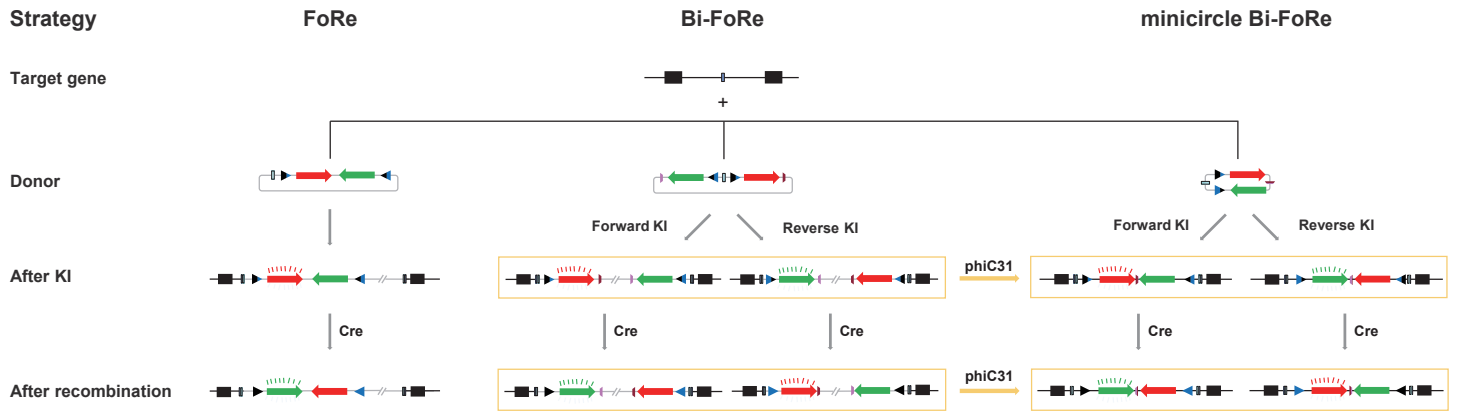 Strategy
FoRe
Bi-FoRe
minicircle Bi-FoRe
Target gene
+
Donor
Forward KI
Reverse KI
Forward KI
Reverse KI
After KI
phiC31
Cre
Cre
Cre
Cre
Cre
After recombination
phiC31